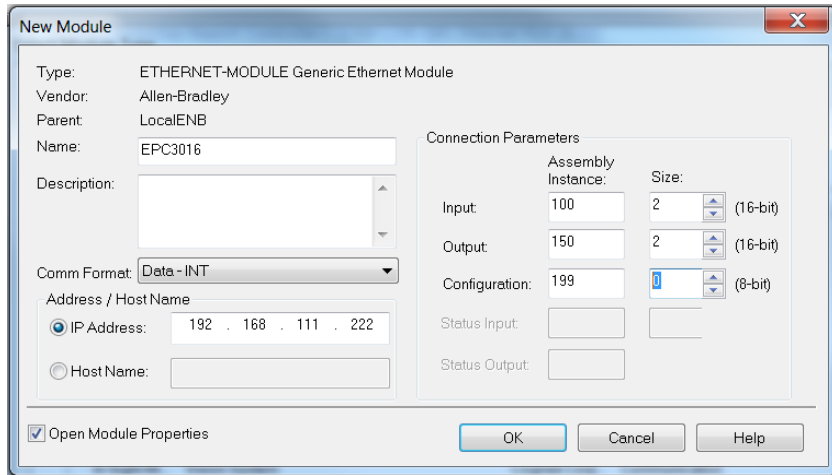 New Module
Type: ETHERNET-MODULE Generic Ethernet Module
Vendor: Allen-Bradley
Parent: LocalENB
Name: EPC3016
Description:
Comm Format: Data - INT
Address / Host Name
IP Address: 192 . 168 . 111 . 222
Host Name:
Connection Parameters
Assembly Instance: Size:
Input: 100 2 (16-bit)
Output: 150 2 (16-bit)
Configuration: 199 0 (8-bit)
Status Input:
Status Output:
Open Module Properties
OK Cancel Help